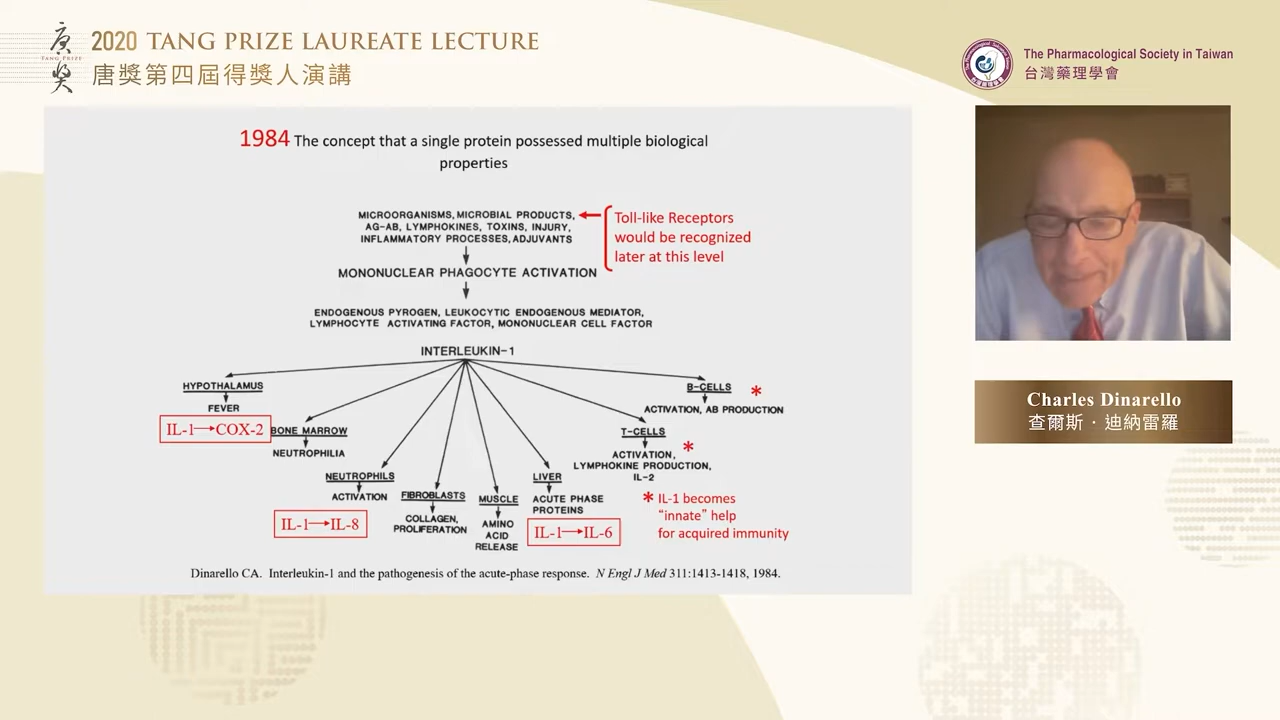 2020 TANG PRIZE LAUREATE LECTURE
唐獎
TANG PRIZE
唐獎第四屆得獎人演講
The Pharmacological Society in Taiwan
台灣藥理學會
1984 The concept that a single protein possessed multiple biological
properties
MICROORGANISMS, MICROBIAL PRODUCTS,
AG-AB, LYMPHOKINES, TOXINS, INJURY,
INFLAMMATORY PROCESSES, ADJUVANTS
Toll-like Receptors
would be recognized
later at this level
MONONUCLEAR PHAGOCYTE ACTIVATION
ENDOGENOUS PYROGEN, LEUKOCYTIC ENDOGENOUS MEDIATOR,
LYMPHOCYTE ACTIVATING FACTOR, MONONUCLEAR CELL FACTOR
INTERLEUKIN-1
HYPOTHALAMUS
FEVER
IL-1→COX-2
BONE MARROW
NEUTROPHILIA
NEUTROPHILS
ACTIVATION
IL-1→IL-8
FIBROBLASTS
COLLAGEN,
PROLIFERATION
MUSCLE
AMINO
ACID
RELEASE
LIVER
ACUTE PHASE
PROTEINS
IL-1→IL-6
T-CELLS
ACTIVATION, *
LYMPHOKINE PRODUCTION,
IL-2
B-CELLS *
ACTIVATION, AB PRODUCTION
* IL-1 becomes
“innate” help
for acquired immunity
Dinarello CA. Interleukin-1 and the pathogenesis of the acute-phase response. N Engl J Med 311:1413-1418, 1984.
Charles Dinarello
查爾斯·迪納雷羅